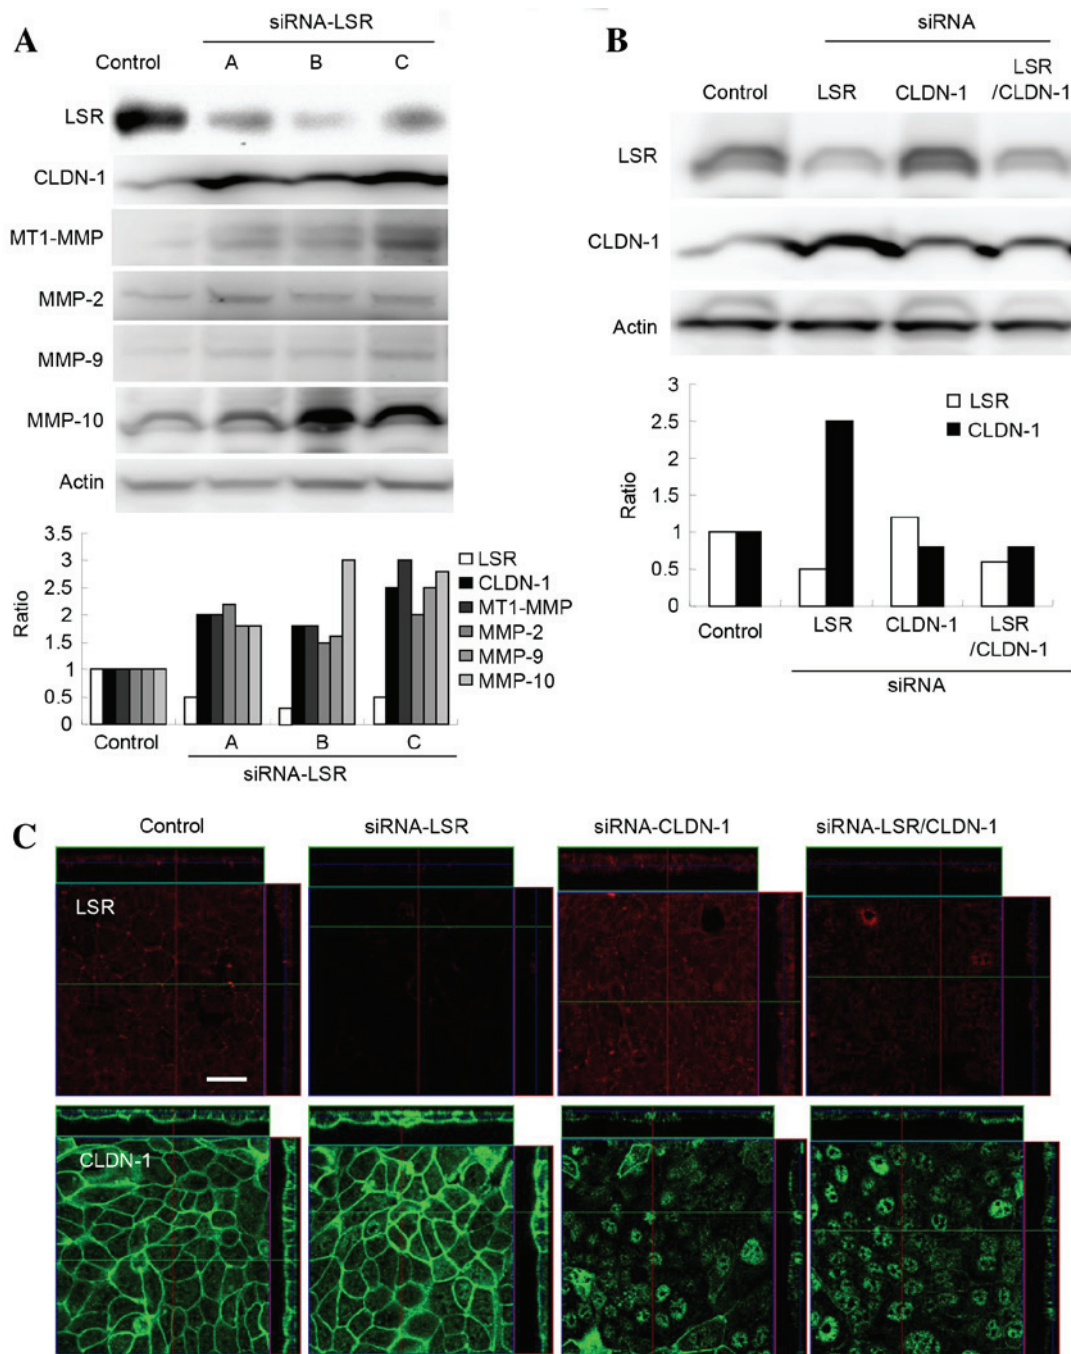 A
siRNA-LSR
Control A B C
LSR
CLDN-1
MT1-MMP
MMP-2
MMP-9
MMP-10
Actin
3.5
3
2.5
2
1.5
1
0.5
0
Ratio
LSR
CLDN-1
MT1-MMP
MMP-2
MMP-9
MMP-10
Control A B C
siRNA-LSR
B
siRNA
Control LSR CLDN-1 LSR
/CLDN-1
LSR
CLDN-1
Actin
3
2.5
2
1.5
1
0.5
0
Ratio
LSR
CLDN-1
Control LSR CLDN-1 LSR
/CLDN-1
siRNA
C
Control siRNA-LSR siRNA-CLDN-1 siRNA-LSR/CLDN-1
LSR
CLDN-1